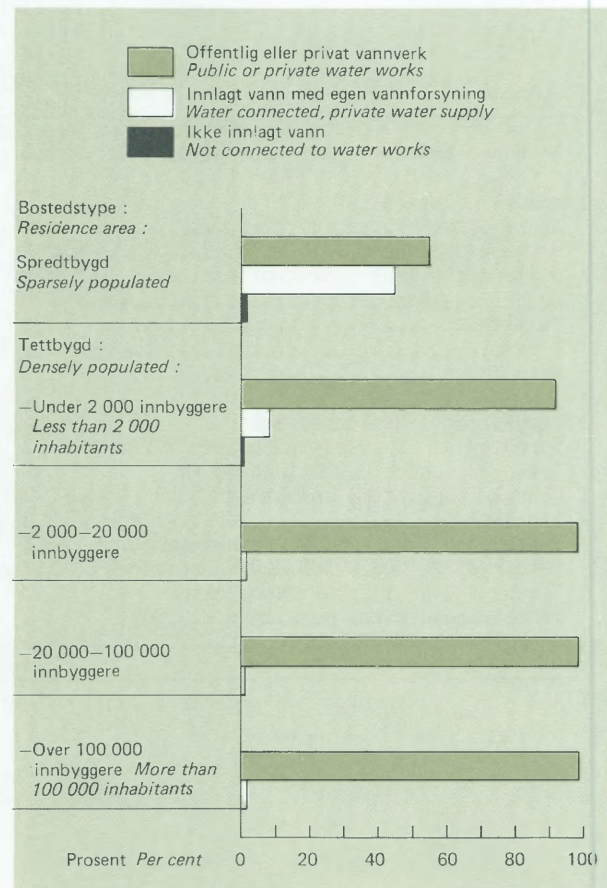 Offentlig eller privat vannverk
Public or private water works
Innlagt vann med egen vannforsyning
Water connected, private water supply
Ikke innlagt vann
Not connected to water works
Bostedstype :
Residence area :
Spredtbygd
Sparsely populated
Tettbygd :
Densely populated :
—Under 2 000 innbyggere
Less than 2 000
inhabitants
—2 000—20 000
innbyggere
—20 000—100 000
innbyggere
—Over 100 000
innbyggere More than
100 000 inhabitants
Prosent Per cent 0 20 40 60 80 100